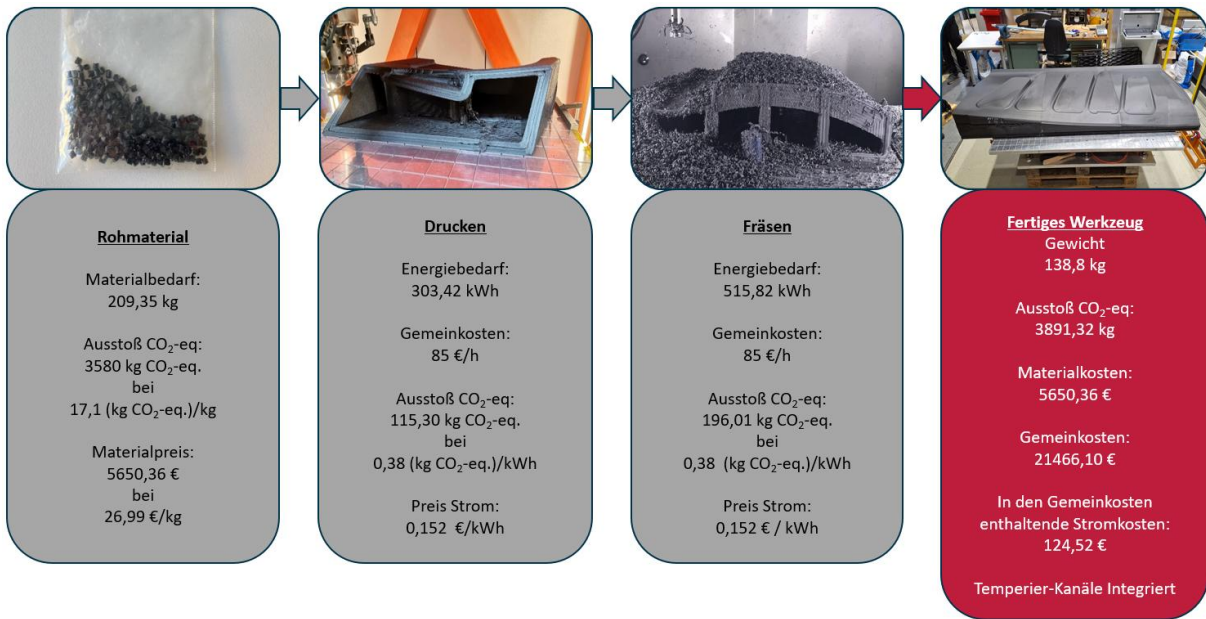 Rohmaterial
Materialbedarf:
209,35 kg
Ausstoß CO₂-eq:
3580 kg CO₂-eq.
bei
17,1 (kg CO₂-eq.)/kg
Materialpreis:
5650,36 €
bei
26,99 €/kg
Drucken
Energiebedarf:
303,42 kWh
Gemeinkosten:
85 €/h
Ausstoß CO₂-eq:
115,30 kg CO₂-eq.
bei
0,38 (kg CO₂-eq.)/kWh
Preis Strom:
0,152 €/kWh
Fräsen
Energiebedarf:
515,82 kWh
Gemeinkosten:
85 €/h
Ausstoß CO₂-eq:
196,01 kg CO₂-eq.
bei
0,38 (kg CO₂-eq.)/kWh
Preis Strom:
0,152 € / kWh
Fertiges Werkzeug
Gewicht
138,8 kg
Ausstoß CO₂-eq:
3891,32 kg
Materialkosten:
5650,36 €
Gemeinkosten:
21466,10 €
In den Gemeinkosten
enthaltende Stromkosten:
124,52 €
Temperier-Kanäle Integriert